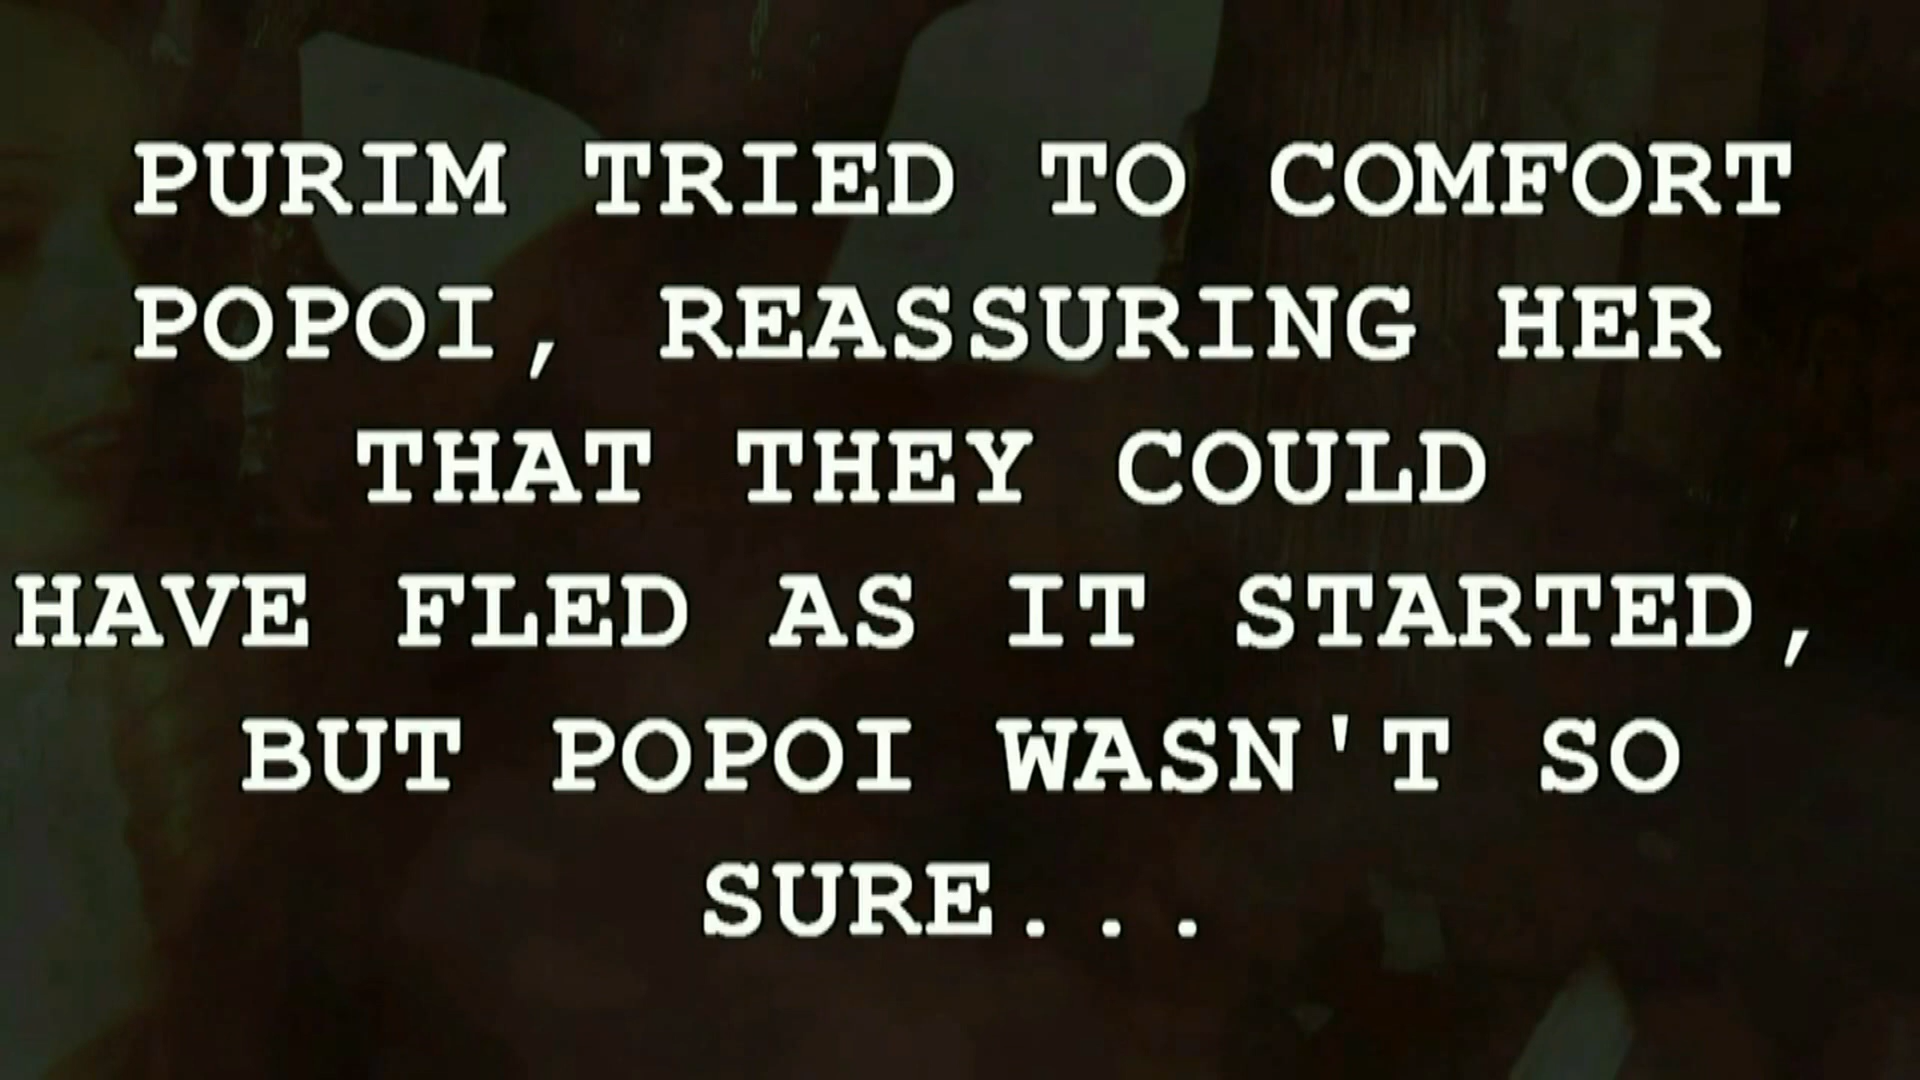 PURIM TRIED TO COMFORT
POPOI, REASSURING HER
THAT THEY COULD
HAVE FLED AS IT STARTED,
BUT POPOI WASN'T SO
SURE...